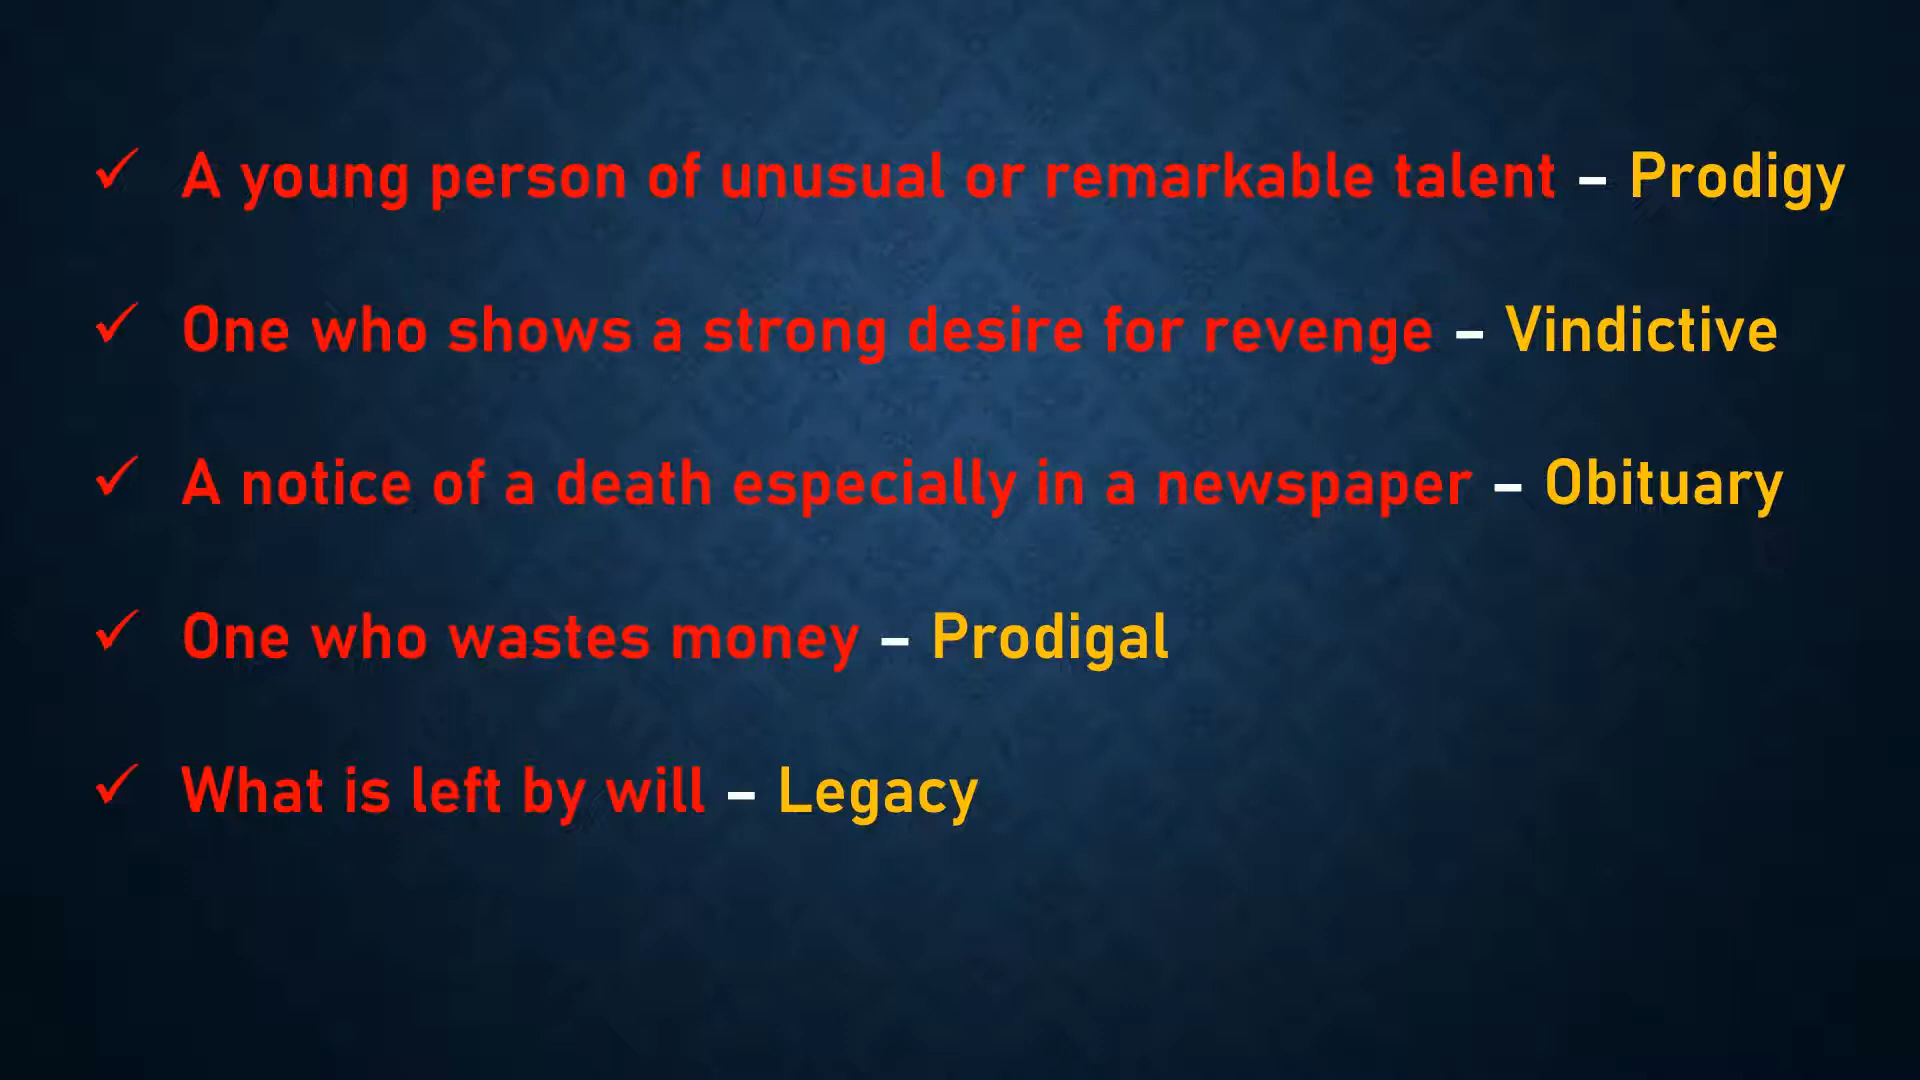 ✓ A young person of unusual or remarkable talent – Prodigy
✓ One who shows a strong desire for revenge – Vindictive
✓ A notice of a death especially in a newspaper – Obituary
✓ One who wastes money – Prodigal
✓ What is left by will – Legacy